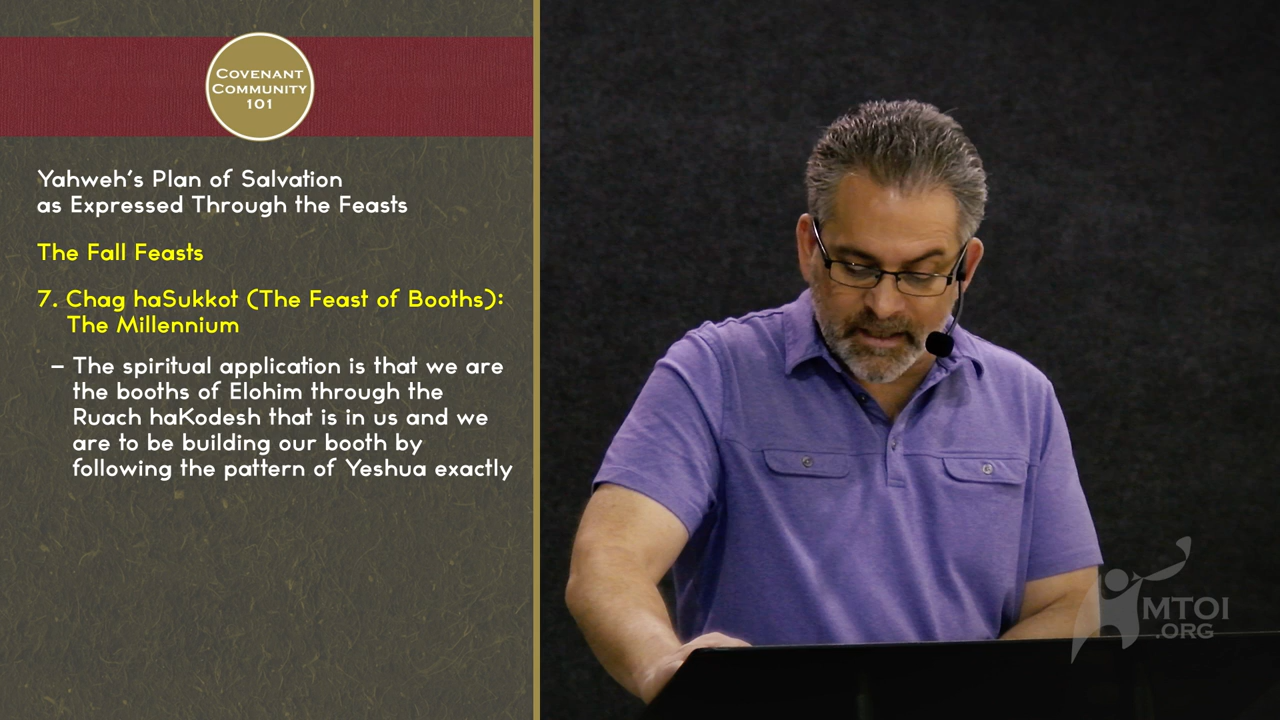 COVENANT
COMMUNITY
101
Yahweh's Plan of Salvation
as Expressed Through the Feasts
The Fall Feasts
7. Chag haSukkot (The Feast of Booths):
The Millennium
– The spiritual application is that we are
the booths of Elohim through the
Ruach haKodesh that is in us and we
are to be building our booth by
following the pattern of Yeshua exactly
MTOI
.ORG